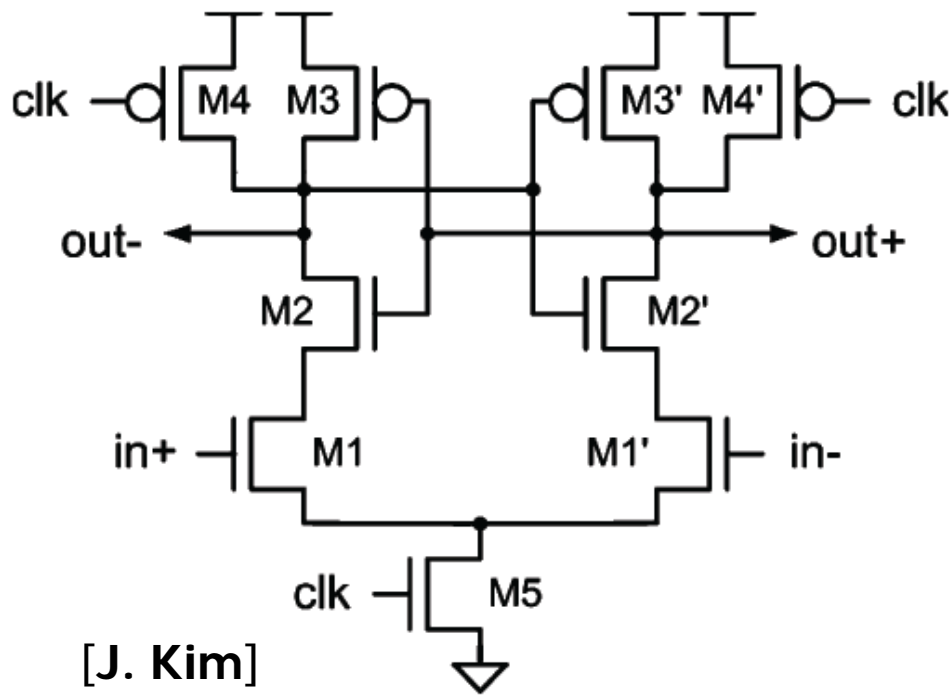 clk M4 M3 M3' M4' clk
out- out+
M2 M2'
in+ M1 M1' in-
clk M5
[J. Kim]